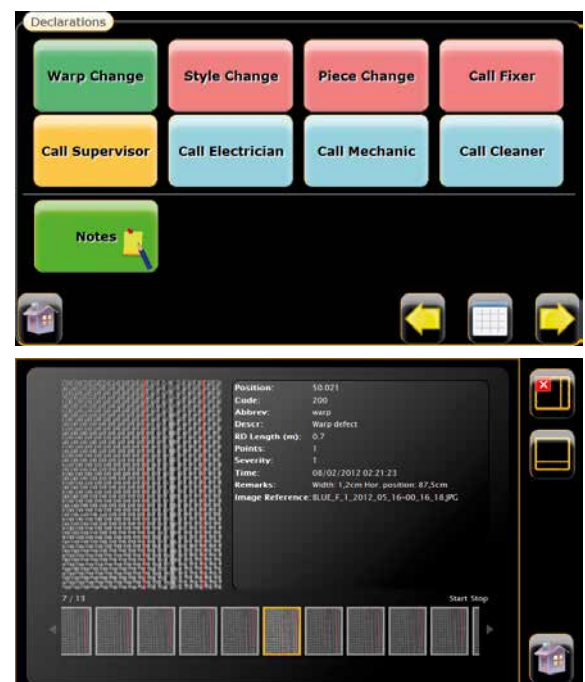 Declarations
Warp Change
Style Change
Piece Change
Call Fixer
Call Supervisor
Call Electrician
Call Mechanic
Call Cleaner
Notes
Position: 50.021
Code: 200
Abbrev: warp
Descr: Warp defect
RD Length (m): 0.7
Points: 1
Severity: 1
Time: 08/02/2012 02:21:23
Remarks: Width: 1,2cm Hor. position: 87,5cm
Image Reference: BLUE_F_1_2012_05_16-00_16_18.JPG
7 / 13
Start Stop